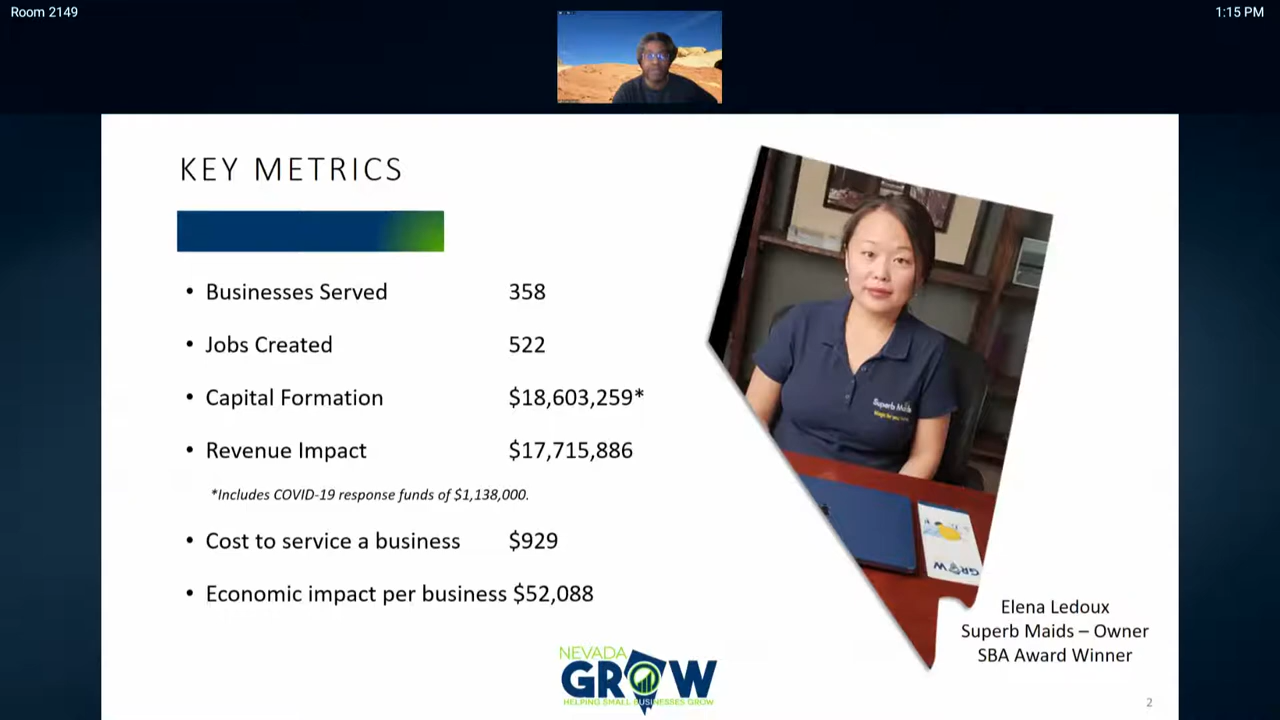 Room 2149
1:15 PM
KEY METRICS
• Businesses Served 358
• Jobs Created 522
• Capital Formation $18,603,259*
• Revenue Impact $17,715,886
*Includes COVID-19 response funds of $1,138,000.
• Cost to service a business $929
• Economic impact per business $52,088
Superb Maids
GROW
Elena Ledoux
Superb Maids – Owner
SBA Award Winner
NEVADA
GROW
HELPING SMALL BUSINESSES GROW
2